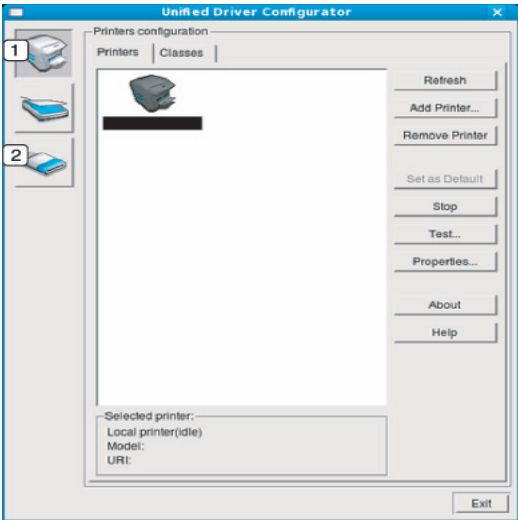 Unified Driver Configurator
1
2
Printers configuration
Printers Classes
Refresh
Add Printer...
Remove Printer
Set as Default
Stop
Test...
Properties...
About
Help
Selected printer:
Local printer(idle)
Model:
URI:
Exit